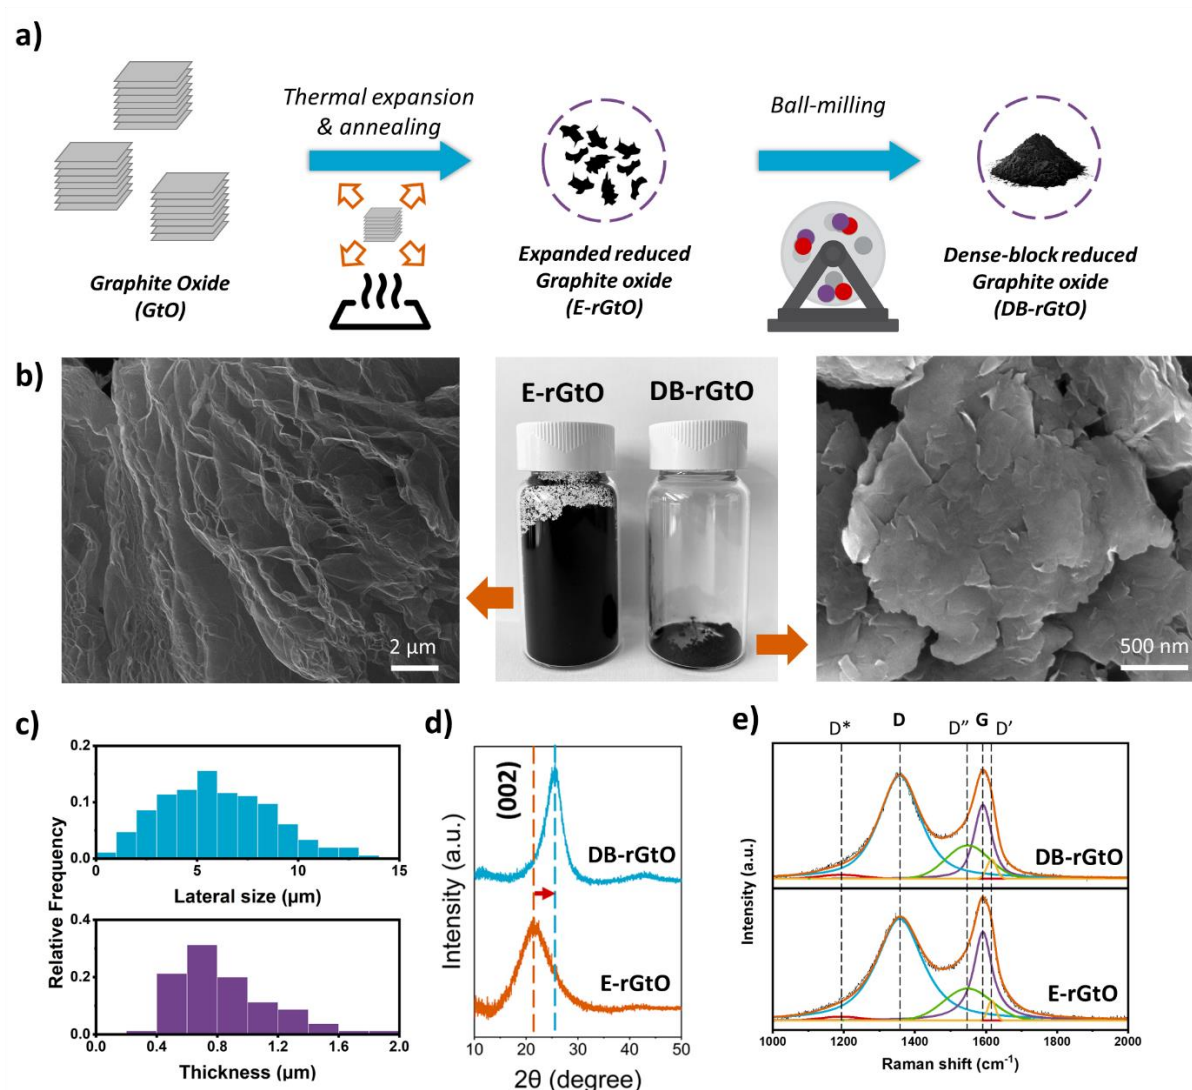 a)
Thermal expansion
& annealing
Ball-milling
Graphite Oxide
(GtO)
Expanded reduced
Graphite oxide
(E-rGtO)
Dense-block reduced
Graphite oxide
(DB-rGtO)
b)
E-rGtO
DB-rGtO
2 µm
500 nm
c)
Relative Frequency
0.2
0.1
0.0
0
5
10
15
Lateral size (µm)
0.4
0.2
0.0
0.0
0.4
0.8
1.2
1.6
2.0
Thickness (µm)
d)
Intensity (a.u.)
(002)
DB-rGtO
E-rGtO
10
20
30
40
50
2θ (degree)
e)
D*
D
D″
G
D′
Intensity (a.u.)
DB-rGtO
E-rGtO
1000
1200
1400
1600
1800
2000
Raman shift (cm⁻¹)